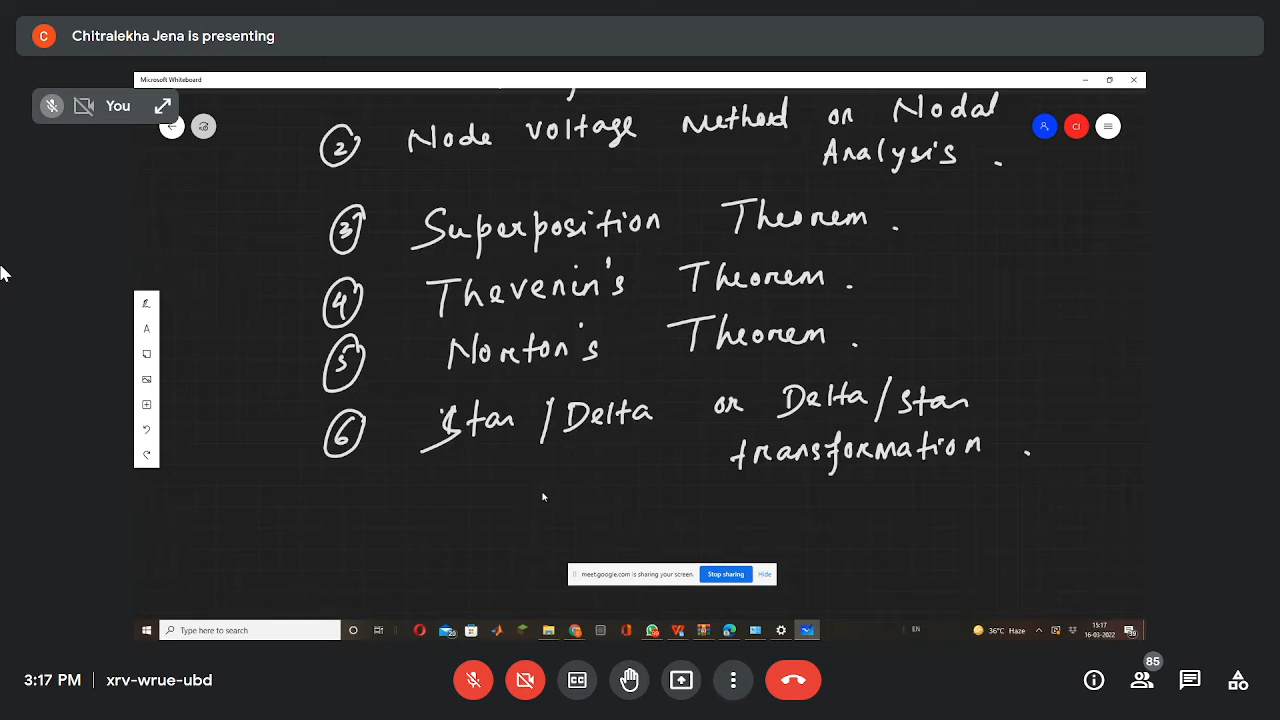 C Chitralekha Jena is presenting
Microsoft Whiteboard
You
CJ
② Node voltage Method or Nodal
Analysis .
③ Superposition Theorem .
④ Thevenin's Theorem .
⑤ Norton's Theorem .
⑥ Star / Delta or Delta / Star
transformation .
meet.google.com is sharing your screen. Stop sharing Hide
Type here to search
36°C Haze
EN
15:17
16-03-2022
3:17 PM | xrv-wrue-ubd
CC
85